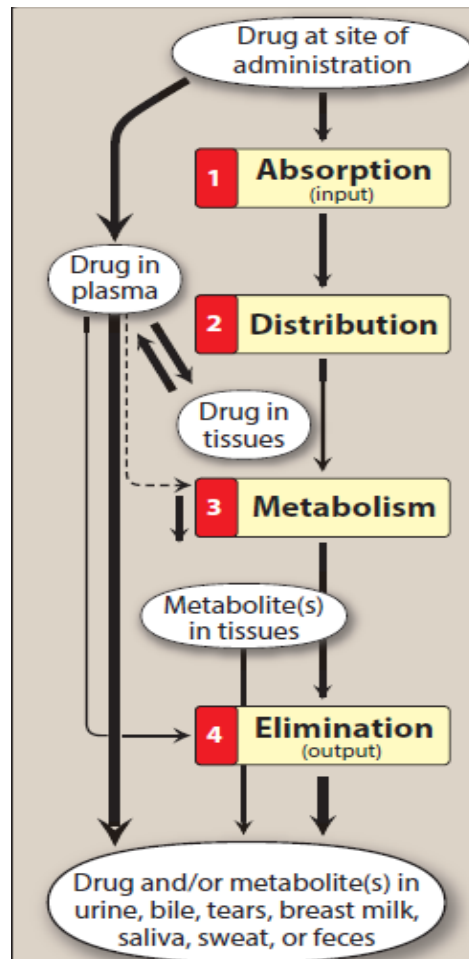 Drug at site of
administration
1 Absorption
(input)
Drug in
plasma
2 Distribution
Drug in
tissues
3 Metabolism
Metabolite(s)
in tissues
4 Elimination
(output)
Drug and/or metabolite(s) in
urine, bile, tears, breast milk,
saliva, sweat, or feces